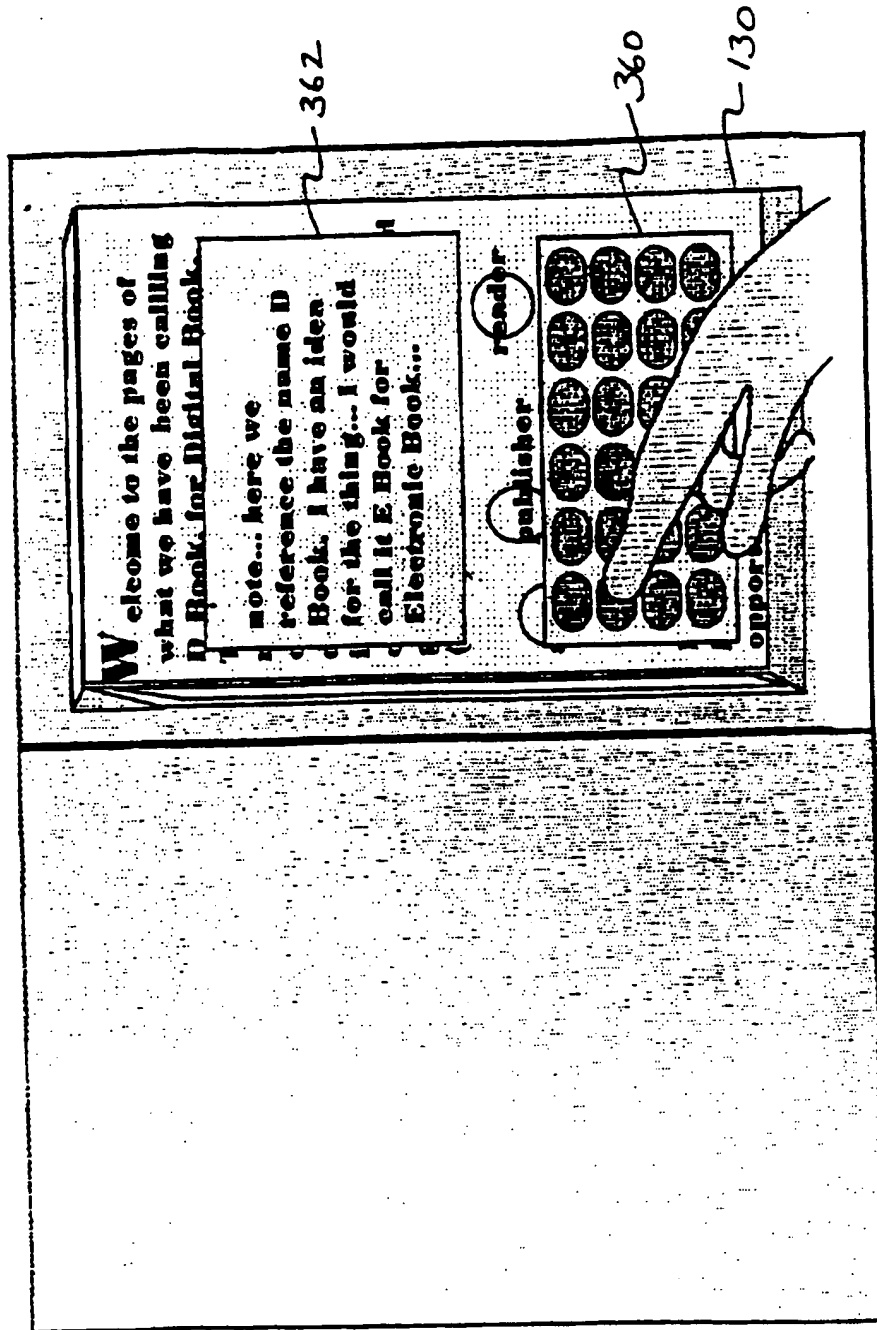 Welcome to the pages of
what we have been callling
D Book, for Digital Book.
note... here we
reference the name D
Book. I have an idea
for the thing... I would
call it E Book for
Electronic Book...
publisher reader
oppor
362
360
130